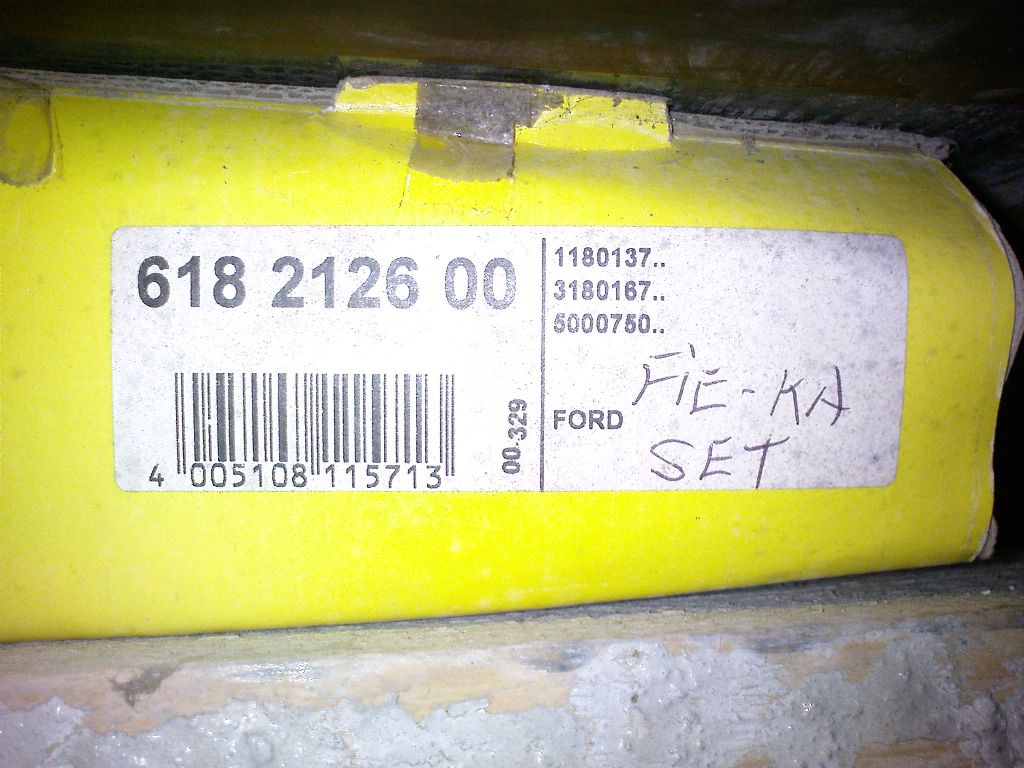 618 2126 00
4 005108 115713
00-329
1180137..
3180167..
5000750..
FORD
FIE-KA
SET